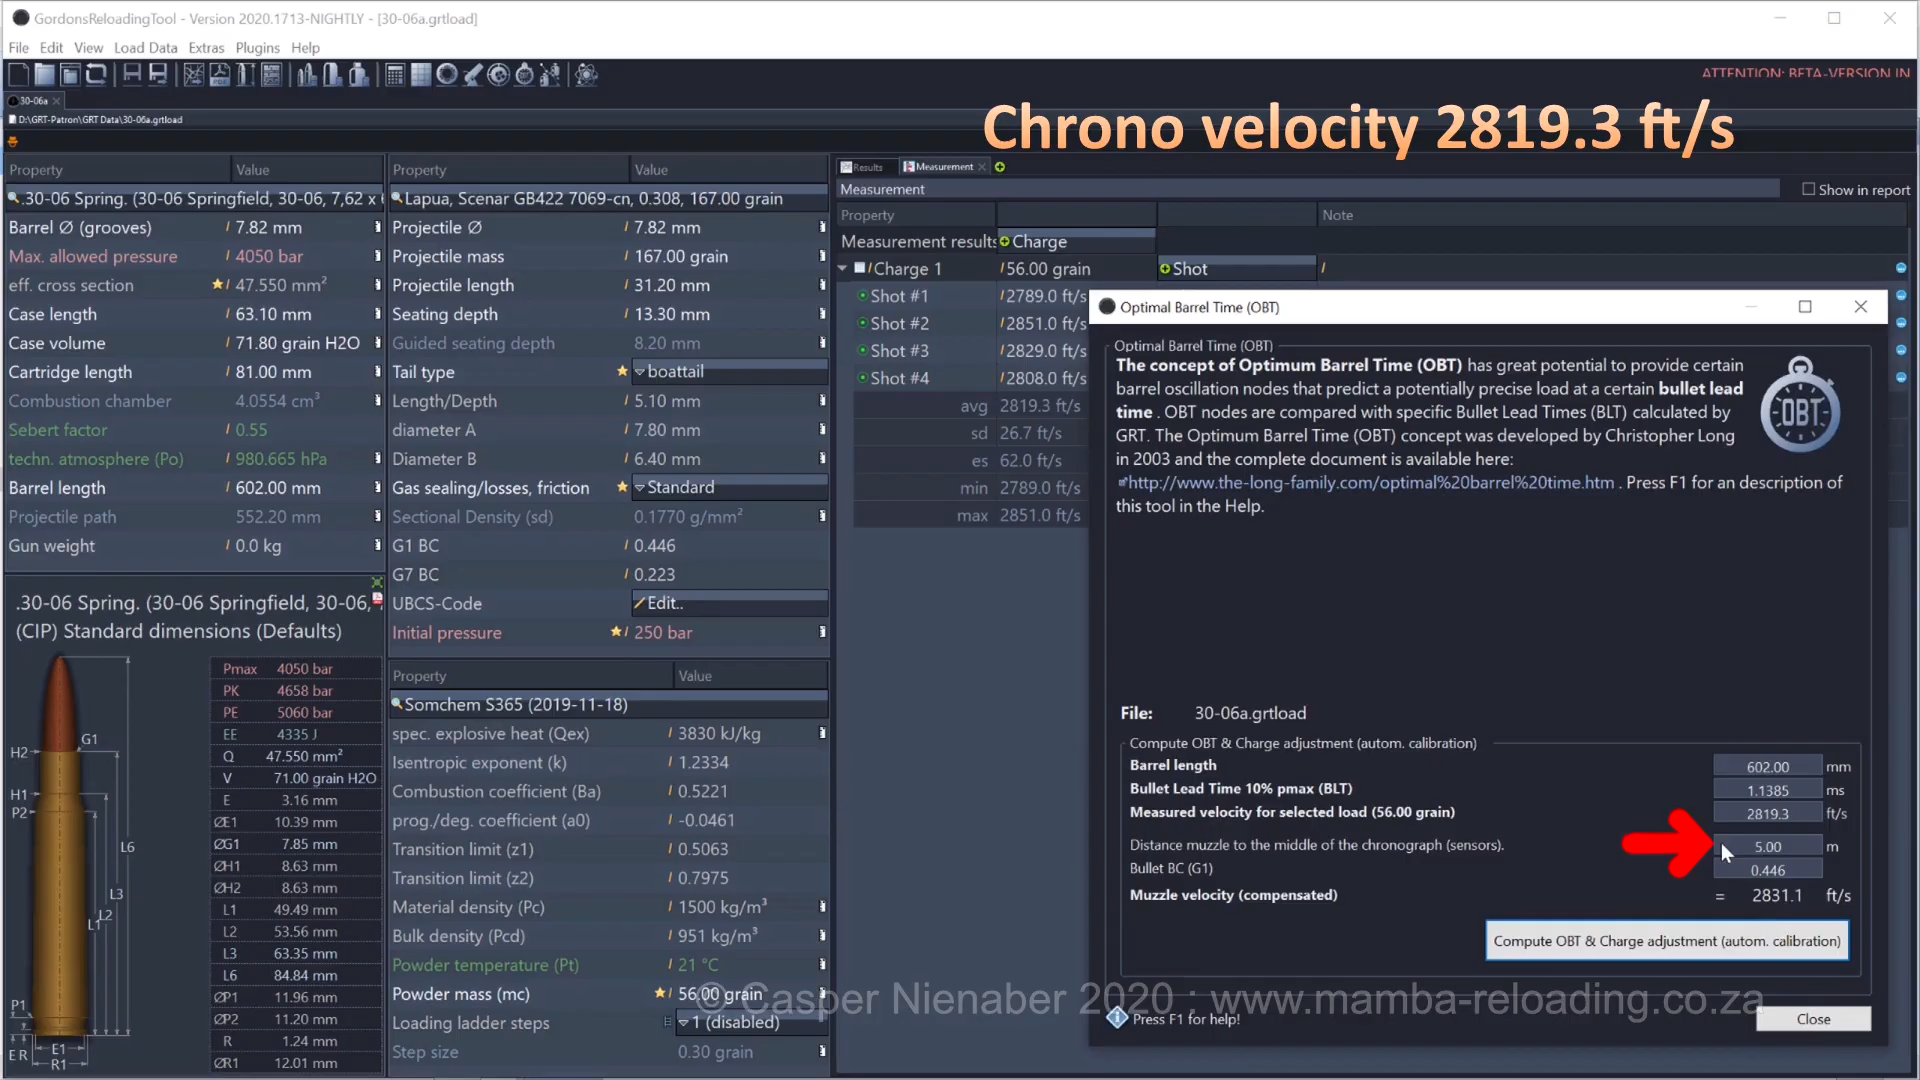 GordonsReloadingTool - Version 2020.1713-NIGHTLY - [30-06a.grtload]
File Edit View Load Data Extras Plugins Help
ATTENTION: BETA-VERSION IN
30-06a
D:\GRT-Patron\GRT Data\30-06a.grtload
Chrono velocity 2819.3 ft/s
Property Value
.30-06 Spring. (30-06 Springfield, 30-06, 7,62 x
Barrel Ø (grooves) 7.82 mm
Max. allowed pressure 4050 bar
eff. cross section 47.550 mm²
Case length 63.10 mm
Case volume 71.80 grain H2O
Cartridge length 81.00 mm
Combustion chamber 4.0554 cm³
Sebert factor 0.55
techn. atmosphere (Po) 980.665 hPa
Barrel length 602.00 mm
Projectile path 552.20 mm
Gun weight 0.0 kg
.30-06 Spring. (30-06 Springfield, 30-06,
(CIP) Standard dimensions (Defaults)
Pmax 4050 bar
PK 4658 bar
PE 5060 bar
EE 4335 J
Q 47.550 mm²
V 71.00 grain H2O
E 3.16 mm
ØE1 10.39 mm
ØG1 7.85 mm
ØH1 8.63 mm
ØH2 8.63 mm
L1 49.49 mm
L2 53.56 mm
L3 63.35 mm
L6 84.84 mm
ØP1 11.96 mm
ØP2 11.20 mm
R 1.24 mm
ØR1 12.01 mm
G1
H2
H1
P2
L6
L3
L2
L1
P1
E R
E1
R1
Property Value
Lapua, Scenar GB422 7069-cn, 0.308, 167.00 grain
Projectile Ø 7.82 mm
Projectile mass 167.00 grain
Projectile length 31.20 mm
Seating depth 13.30 mm
Guided seating depth 8.20 mm
Tail type boattail
Length/Depth 5.10 mm
diameter A 7.80 mm
Diameter B 6.40 mm
Gas sealing/losses, friction Standard
Sectional Density (sd) 0.1770 g/mm²
G1 BC 0.446
G7 BC 0.223
UBCS-Code Edit..
Initial pressure 250 bar
Property Value
Somchem S365 (2019-11-18)
spec. explosive heat (Qex) 3830 kJ/kg
Isentropic exponent (k) 1.2334
Combustion coefficient (Ba) 0.5221
prog./deg. coefficient (a0) -0.0461
Transition limit (z1) 0.5063
Transition limit (z2) 0.7975
Material density (Pc) 1500 kg/m³
Bulk density (Pcd) 951 kg/m³
Powder temperature (Pt) 21 °C
Powder mass (mc) 56.00 grain
Loading ladder steps 1 (disabled)
Step size 0.30 grain
Results Measurement
Measurement Show in report
Property Note
Measurement results Charge
Charge 1 56.00 grain Shot
Shot #1 2789.0 ft/s
Shot #2 2851.0 ft/s
Shot #3 2829.0 ft/s
Shot #4 2808.0 ft/s
avg 2819.3 ft/s
sd 26.7 ft/s
es 62.0 ft/s
min 2789.0 ft/s
max 2851.0 ft/s
Optimal Barrel Time (OBT)
Optimal Barrel Time (OBT)
The concept of Optimum Barrel Time (OBT) has great potential to provide certain
barrel oscillation nodes that predict a potentially precise load at a certain bullet lead
time . OBT nodes are compared with specific Bullet Lead Times (BLT) calculated by
GRT. The Optimum Barrel Time (OBT) concept was developed by Christopher Long
in 2003 and the complete document is available here:
http://www.the-long-family.com/optimal%20barrel%20time.htm . Press F1 for an description of
this tool in the Help.
OBT
File: 30-06a.grtload
Compute OBT & Charge adjustment (autom. calibration)
Barrel length 602.00 mm
Bullet Lead Time 10% pmax (BLT) 1.1385 ms
Measured velocity for selected load (56.00 grain) 2819.3 ft/s
Distance muzzle to the middle of the chronograph (sensors). 5.00 m
Bullet BC (G1) 0.446
Muzzle velocity (compensated) = 2831.1 ft/s
Compute OBT & Charge adjustment (autom. calibration)
Press F1 for help!
Close
© Casper Nienaber 2020 ; www.mamba-reloading.co.za